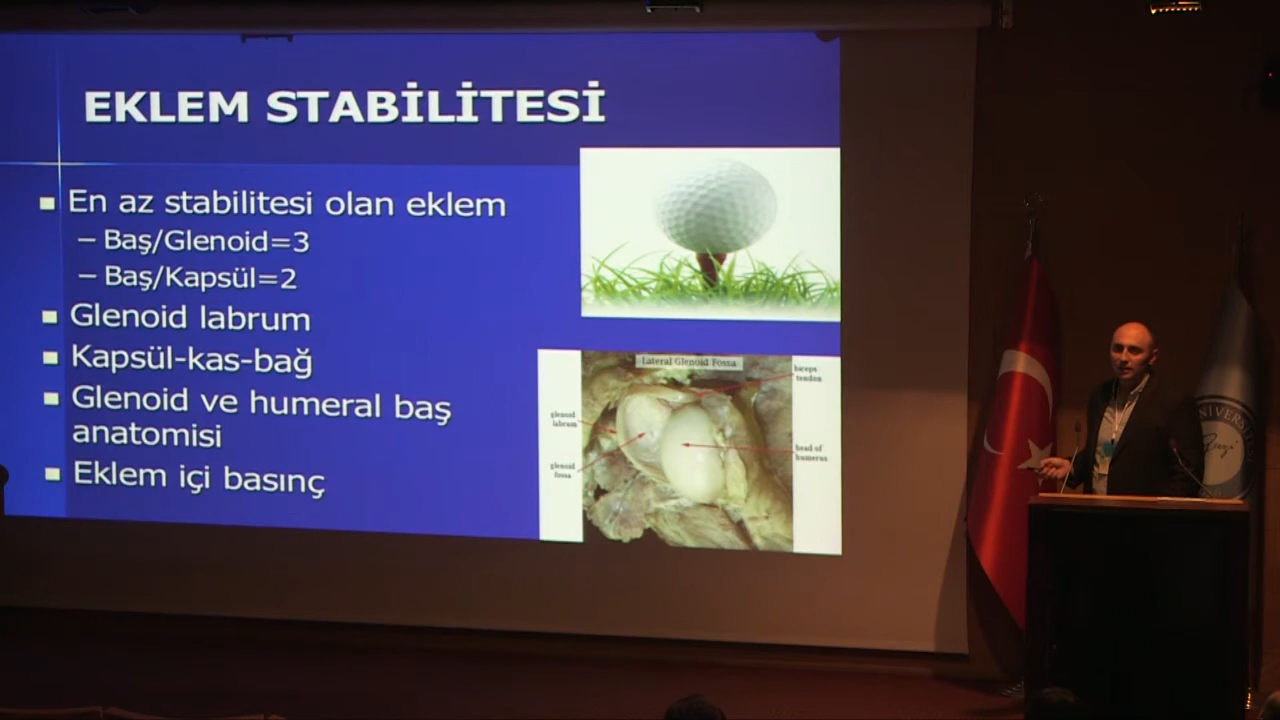 EKLEM STABİLİTESİ
En az stabilitesi olan eklem
– Baş/Glenoid=3
– Baş/Kapsül=2
Glenoid labrum
Kapsül-kas-bağ
Glenoid ve humeral baş
anatomisi
Eklem içi basınç
Lateral Glenoid Fossa
biceps
tendon
glenoid
labrum
head of
humerus
glenoid
fossa